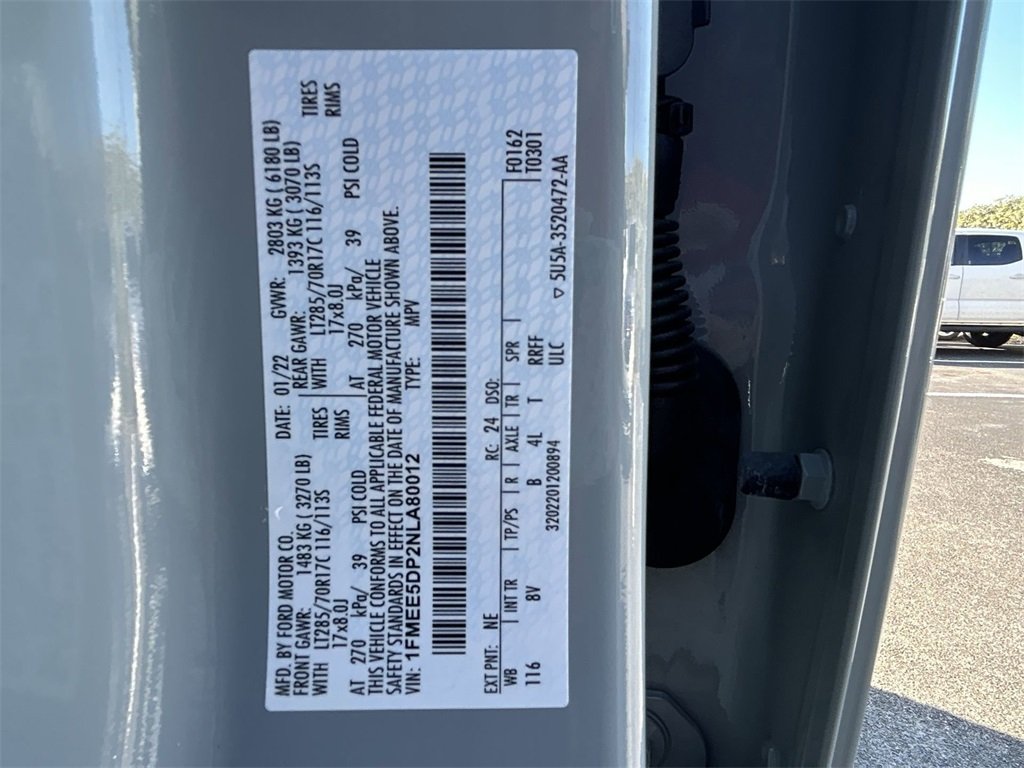 MFD. BY FORD MOTOR CO. DATE: 01/22 GVWR: 2803 KG ( 6180 LB)
FRONT GAWR: 1483 KG ( 3270 LB) REAR GAWR: 1393 KG ( 3070 LB)
WITH LT285/70R17C 116/113S TIRES WITH LT285/70R17C 116/113S TIRES
17x8.0J RIMS 17x8.0J RIMS
AT 270 kPa/ 39 PSI COLD AT 270 kPa/ 39 PSI COLD
THIS VEHICLE CONFORMS TO ALL APPLICABLE FEDERAL MOTOR VEHICLE
SAFETY STANDARDS IN EFFECT ON THE DATE OF MANUFACTURE SHOWN ABOVE.
VIN: 1FMEE5DP2NLA80012 TYPE: MPV
EXT PNT: NE RC: 24 DSO: F0162
WB INT TR TP/PS R AXLE TR SPR T0301
116 8V B 4L T RRFF
3202201200894 ULC 5U5A-3520472-AA